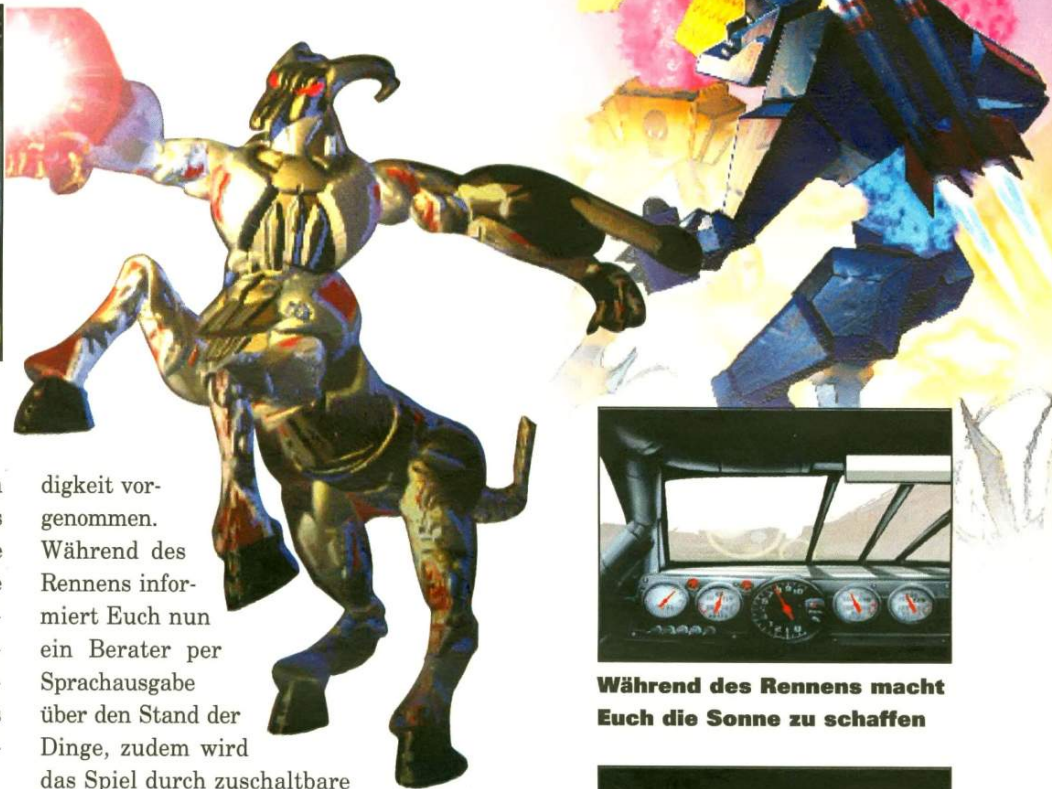 digkeit vor-
genommen.
Während des
Rennens infor-
miert Euch nun
ein Berater per
Sprachausgabe
über den Stand der
Dinge, zudem wird
das Spiel durch zuschaltbare
Während des Rennens macht
Euch die Sonne zu schaffen